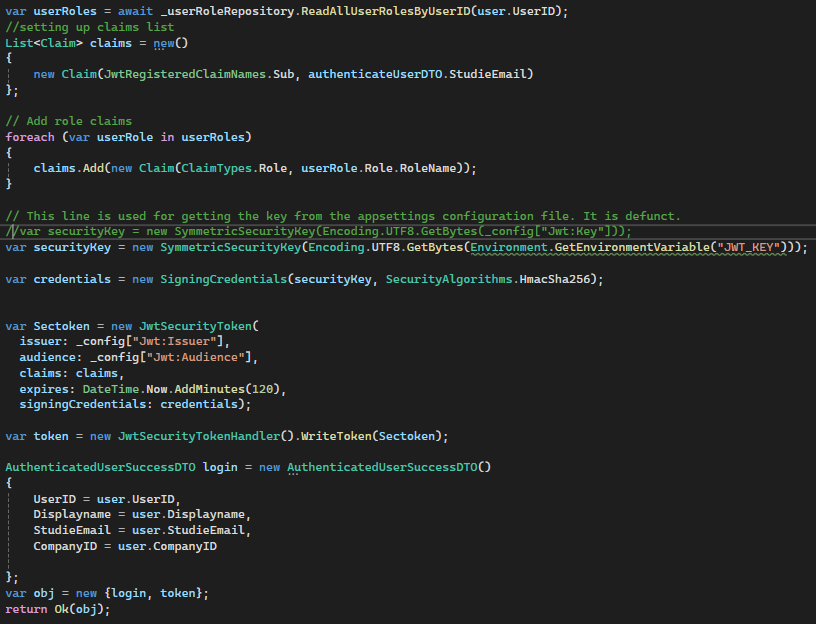 var userRoles = await _userRoleRepository.ReadAllUserRolesByUserID(user.UserID);
//setting up claims list
List<Claim> claims = new()
{
    new Claim(JwtRegisteredClaimNames.Sub, authenticateUserDTO.StudieEmail)
};

// Add role claims
foreach (var userRole in userRoles)
{
    claims.Add(new Claim(ClaimTypes.Role, userRole.Role.RoleName));
}

// This line is used for getting the key from the appsettings configuration file. It is defunct.
//var securityKey = new SymmetricSecurityKey(Encoding.UTF8.GetBytes(_config["Jwt:Key"]));
var securityKey = new SymmetricSecurityKey(Encoding.UTF8.GetBytes(Environment.GetEnvironmentVariable("JWT_KEY")));

var credentials = new SigningCredentials(securityKey, SecurityAlgorithms.HmacSha256);


var Sectoken = new JwtSecurityToken(
  issuer: _config["Jwt:Issuer"],
  audience: _config["Jwt:Audience"],
  claims: claims,
  expires: DateTime.Now.AddMinutes(120),
  signingCredentials: credentials);

var token = new JwtSecurityTokenHandler().WriteToken(Sectoken);

AuthenticatedUserSuccessDTO login = new AuthenticatedUserSuccessDTO()
{
    UserID = user.UserID,
    Displayname = user.Displayname,
    StudieEmail = user.StudieEmail,
    CompanyID = user.CompanyID

};
var obj = new {login, token};
return Ok(obj);